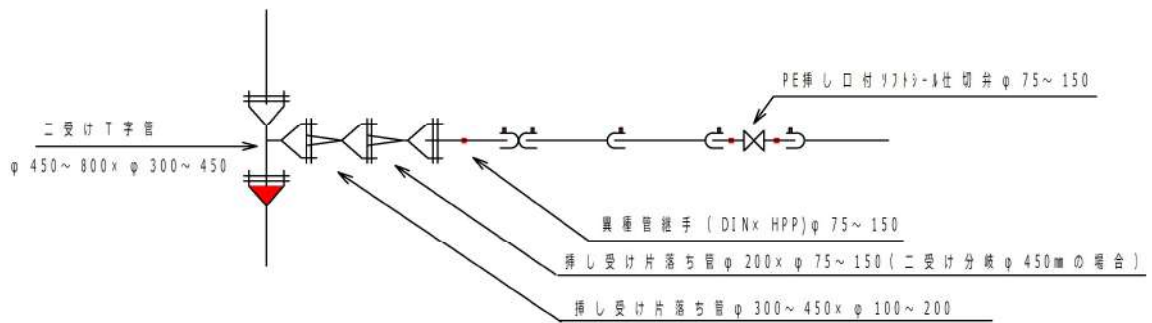 PE挿し口付ソフトシール仕切弁φ75～150
二受けT字管
φ450～800×φ300～450
異種管継手(DIN×HPP)φ75～150
挿し受け片落ち管φ200×φ75～150(二受け分岐φ450㎜の場合)
挿し受け片落ち管φ300～450×φ100～200